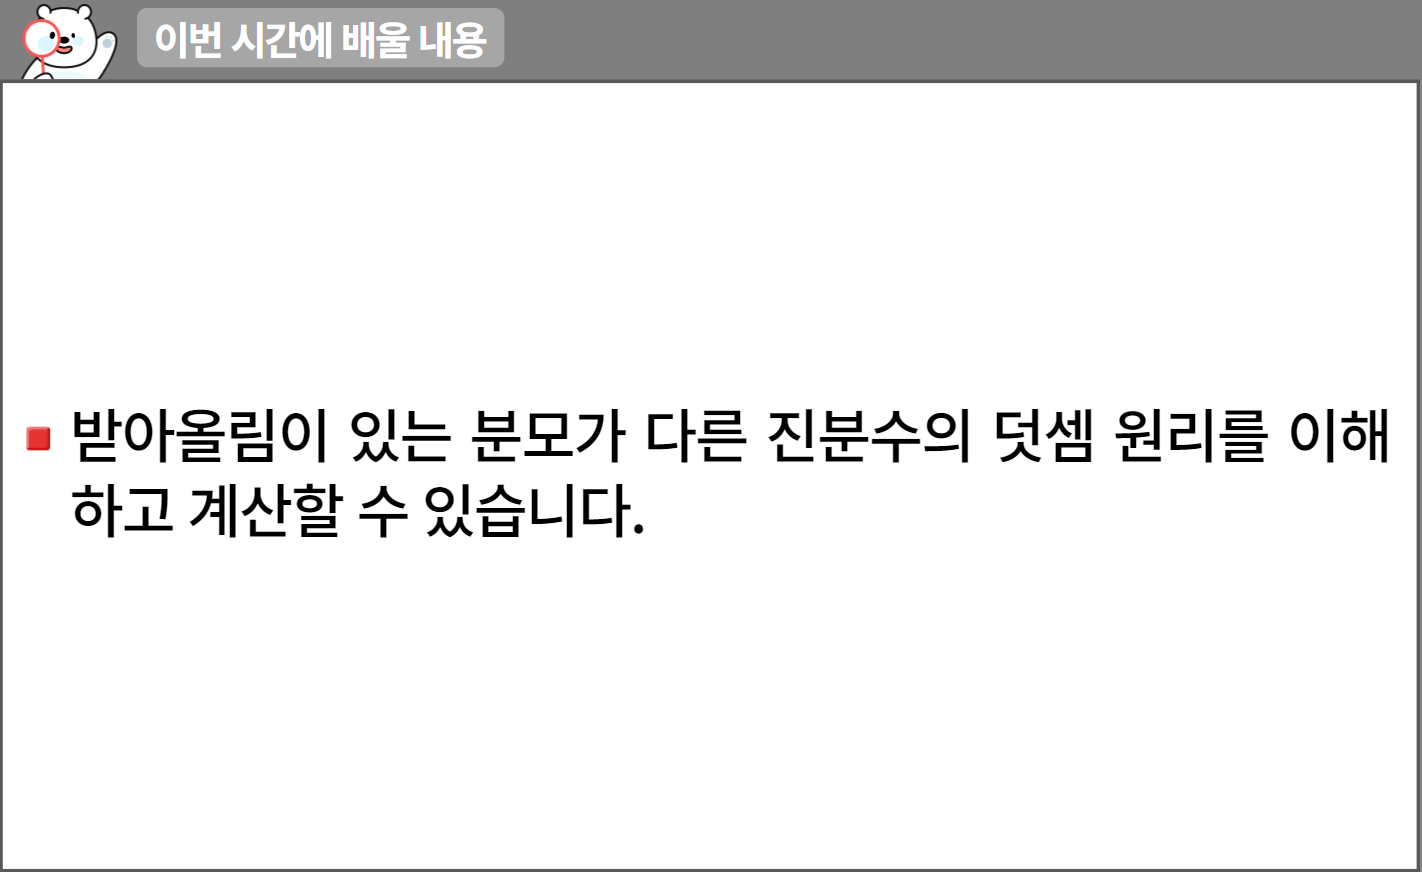 이번 시간에 배울 내용
받아올림이 있는 분모가 다른 진분수의 덧셈 원리를 이해
하고 계산할 수 있습니다.